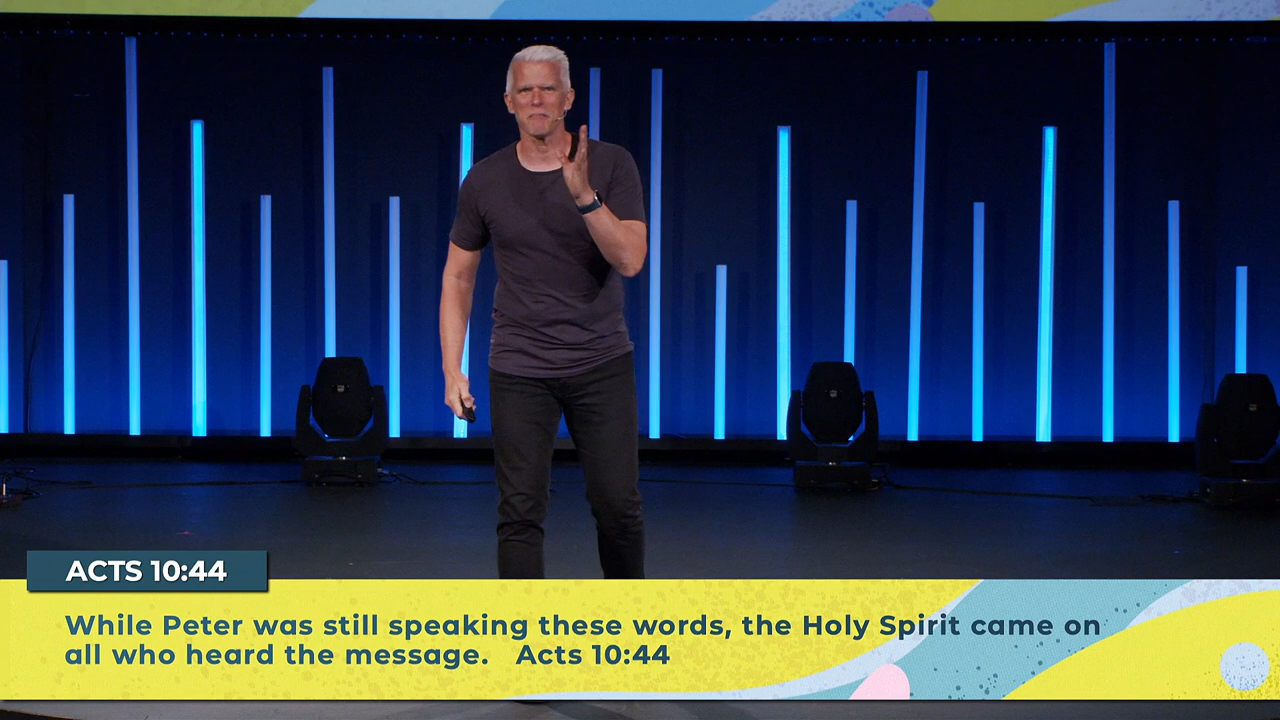 ACTS 10:44
While Peter was still speaking these words, the Holy Spirit came on
all who heard the message. Acts 10:44